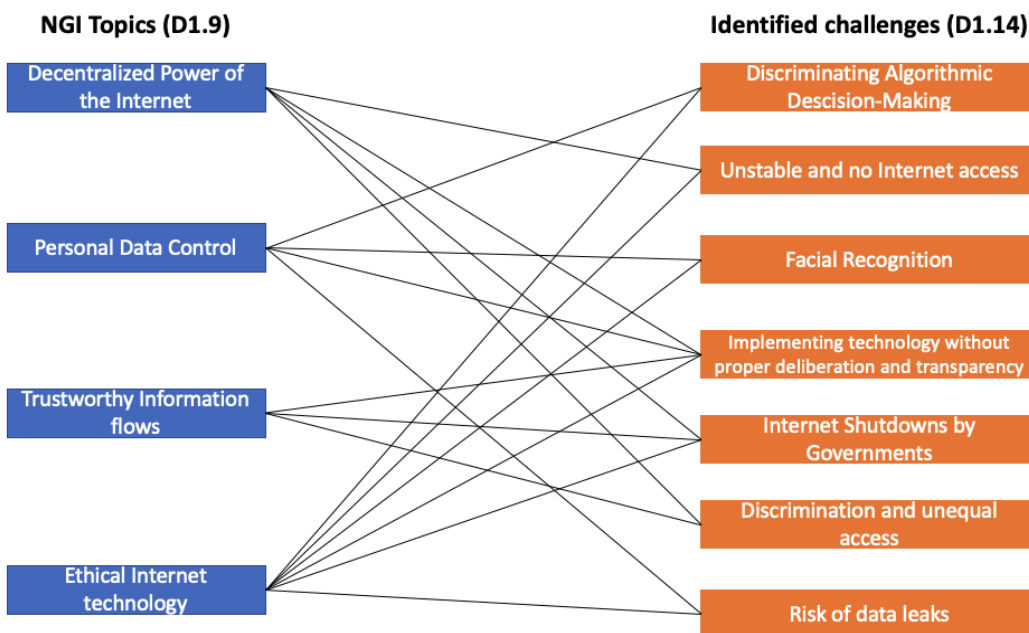 NGI Topics (D1.9)
Decentralized Power of
the Internet
Personal Data Control
Trustworthy Information
flows
Ethical Internet
technology
Identified challenges (D1.14)
Discriminating Algorithmic
Descision-Making
Unstable and no Internet access
Facial Recognition
Implementing technology without
proper deliberation and transparency
Internet Shutdowns by
Governments
Discrimination and unequal
access
Risk of data leaks